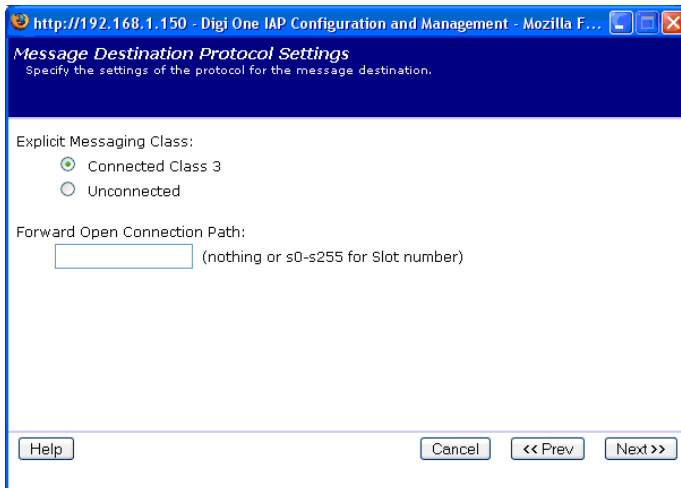 http://192.168.1.150 - Digi One IAP Configuration and Management - Mozilla F...
Message Destination Protocol Settings
Specify the settings of the protocol for the message destination.
Explicit Messaging Class:
Connected Class 3
Unconnected
Forward Open Connection Path:
(nothing or s0-s255 for Slot number)
Help Cancel << Prev Next >>